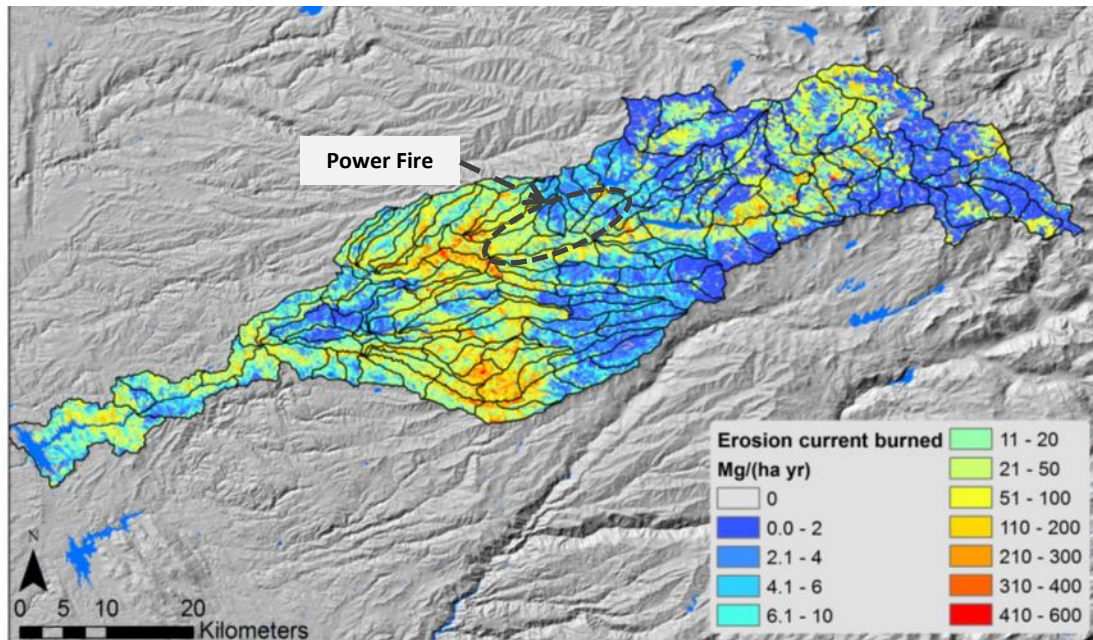 Power Fire
Erosion current burned
Mg/(ha yr)
0
0.0 - 2
2.1 - 4
4.1 - 6
6.1 - 10
11 - 20
21 - 50
51 - 100
110 - 200
210 - 300
310 - 400
410 - 600
N
0 5 10 20
Kilometers